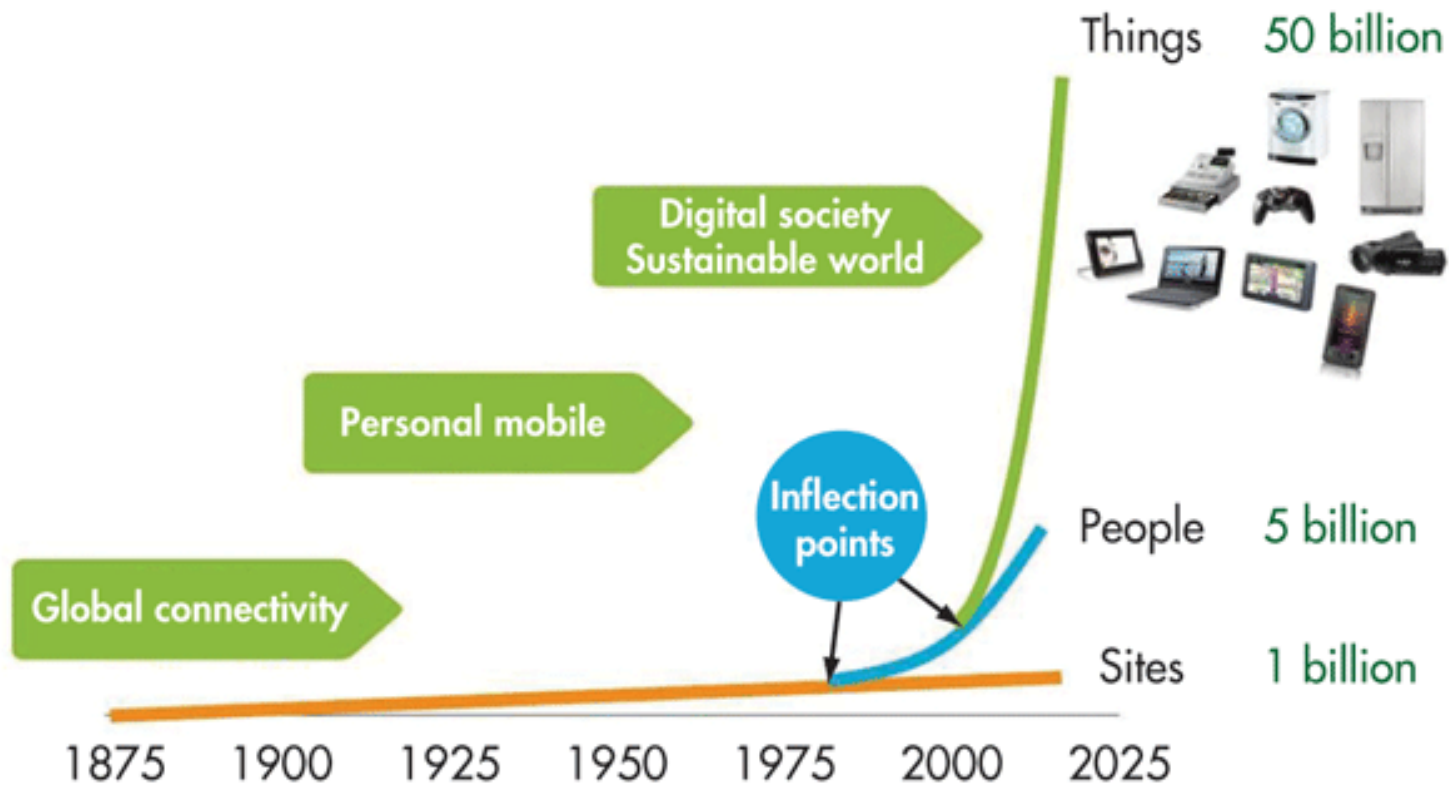 Things 50 billion
Digital society
Sustainable world
Personal mobile
Inflection
points
People 5 billion
Global connectivity
Sites 1 billion
1875 1900 1925 1950 1975 2000 2025